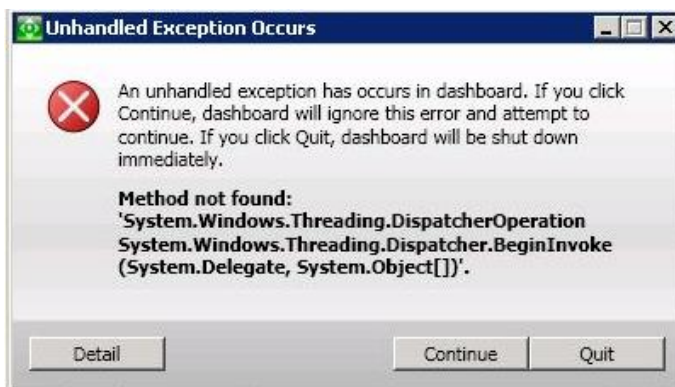 Unhandled Exception Occurs
An unhandled exception has occurs in dashboard. If you click
Continue, dashboard will ignore this error and attempt to
continue. If you click Quit, dashboard will be shut down
immediately.
Method not found:
'System.Windows.Threading.DispatcherOperation
System.Windows.Threading.Dispatcher.BeginInvoke
(System.Delegate, System.Object[])'.
Detail
Continue
Quit